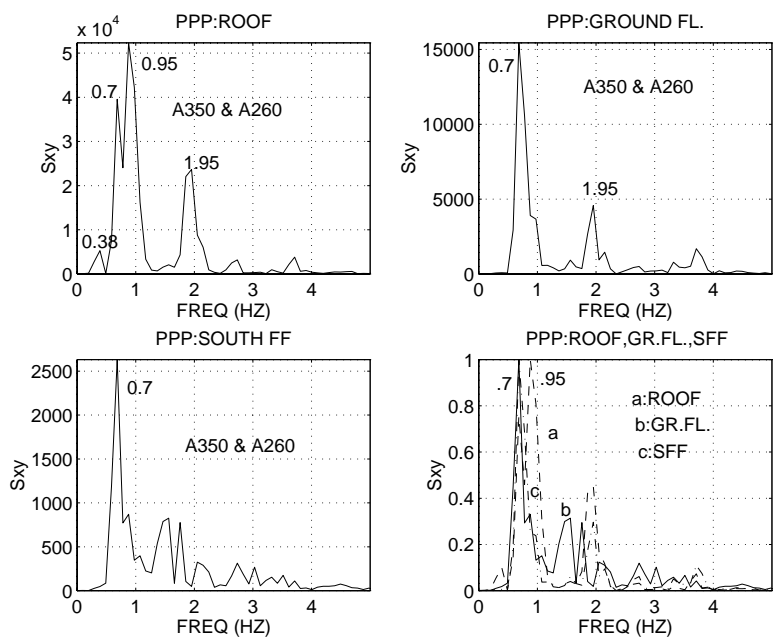 PPP:ROOF
x 10^4
5
4
3
2
1
0
Sxy
0.38
0.7
0.95
A350 & A260
1.95
0 1 2 3 4
FREQ (HZ)
PPP:GROUND FL.
15000
10000
5000
0
Sxy
0.7
A350 & A260
1.95
0 1 2 3 4
FREQ (HZ)
PPP:SOUTH FF
2500
2000
1500
1000
500
0
Sxy
0.7
A350 & A260
0 1 2 3 4
FREQ (HZ)
PPP:ROOF,GR.FL.,SFF
1
0.8
0.6
0.4
0.2
0
Sxy
.7
.95
a:ROOF
b:GR.FL.
c:SFF
a
c
b
0 1 2 3 4
FREQ (HZ)